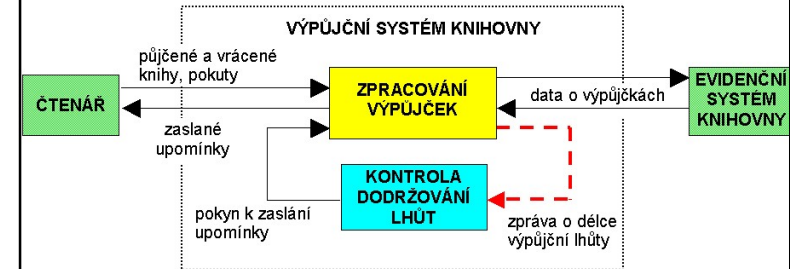 VÝPŮJČNÍ SYSTÉM KNIHOVNY
půjčené a vrácené
knihy, pokuty
ČTENÁŘ
ZPRACOVÁNÍ
VÝPŮJČEK
data o výpůjčkách
EVIDENČNÍ
SYSTÉM
KNIHOVNY
zaslané
upomínky
KONTROLA
DODRŽOVÁNÍ
LHŮT
pokyn k zaslání
upomínky
zpráva o délce
výpůjční lhůty